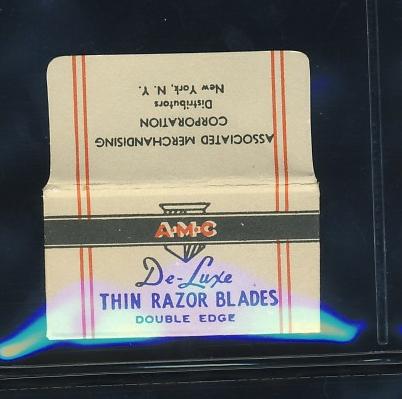 ASSOCIATED MERCHANDISING
CORPORATION
Distributors
New York, N. Y.
A·M·C
De-Luxe
THIN RAZOR BLADES
DOUBLE EDGE